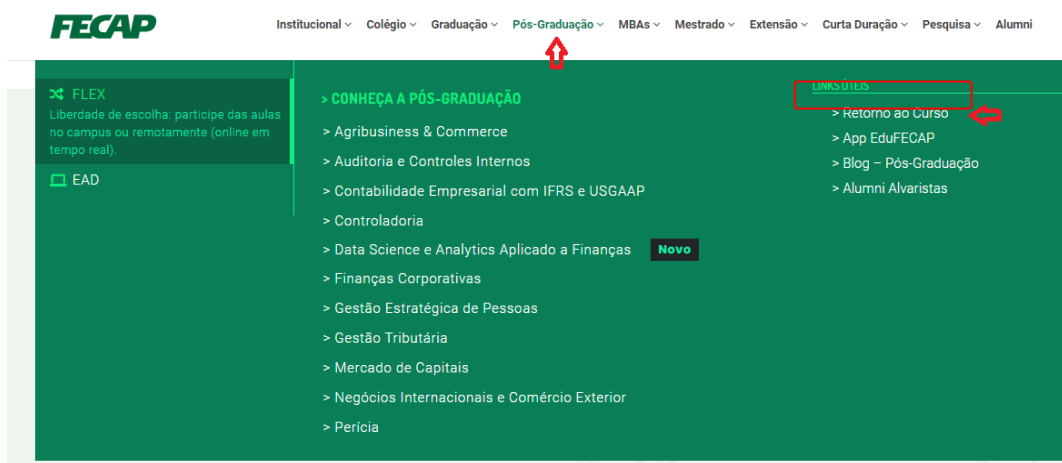 FECAP
Institucional Colégio Graduação Pós-Graduação MBAs Mestrado Extensão Curta Duração Pesquisa Alumni
FLEX
Liberdade de escolha: participe das aulas
no campus ou remotamente (online em
tempo real).
EAD
> CONHEÇA A PÓS-GRADUAÇÃO
> Agribusiness & Commerce
> Auditoria e Controles Internos
> Contabilidade Empresarial com IFRS e USGAAP
> Controladoria
> Data Science e Analytics Aplicado a Finanças Novo
> Finanças Corporativas
> Gestão Estratégica de Pessoas
> Gestão Tributária
> Mercado de Capitais
> Negócios Internacionais e Comércio Exterior
> Perícia
LINKS ÚTEIS
> Retorno ao Curso
> App EduFECAP
> Blog – Pós-Graduação
> Alumni Alvaristas